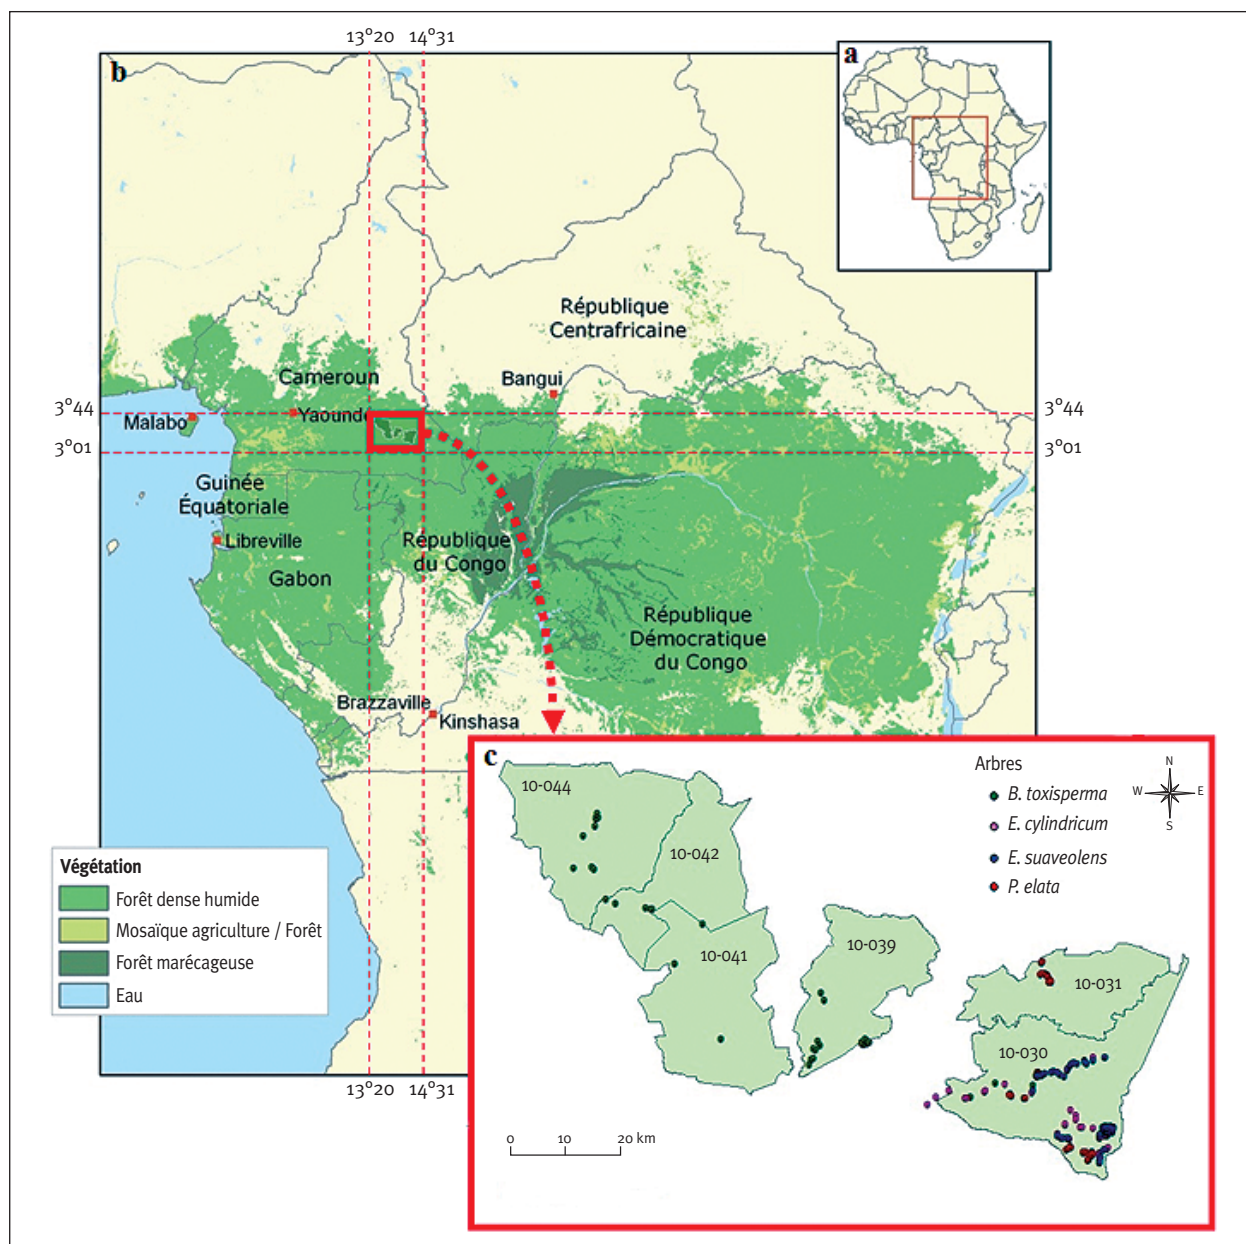 13°20 14°31
b
a
République
Centrafricaine
Cameroun
Bangui
3°44
Yaoundé
3°44
Malabo
3°01
3°01
Guinée
Équatoriale
Libreville
République
du Congo
Gabon
République
Démocratique
du Congo
Brazzaville
Kinshasa
c
Arbres
B. toxisperma
E. cylindricum
E. suaveolens
P. elata
N
W E
S
10-044
10-042
10-041
10-039
10-031
10-030
0 10 20 km
Végétation
Forêt dense humide
Mosaïque agriculture / Forêt
Forêt marécageuse
Eau
13°20 14°31